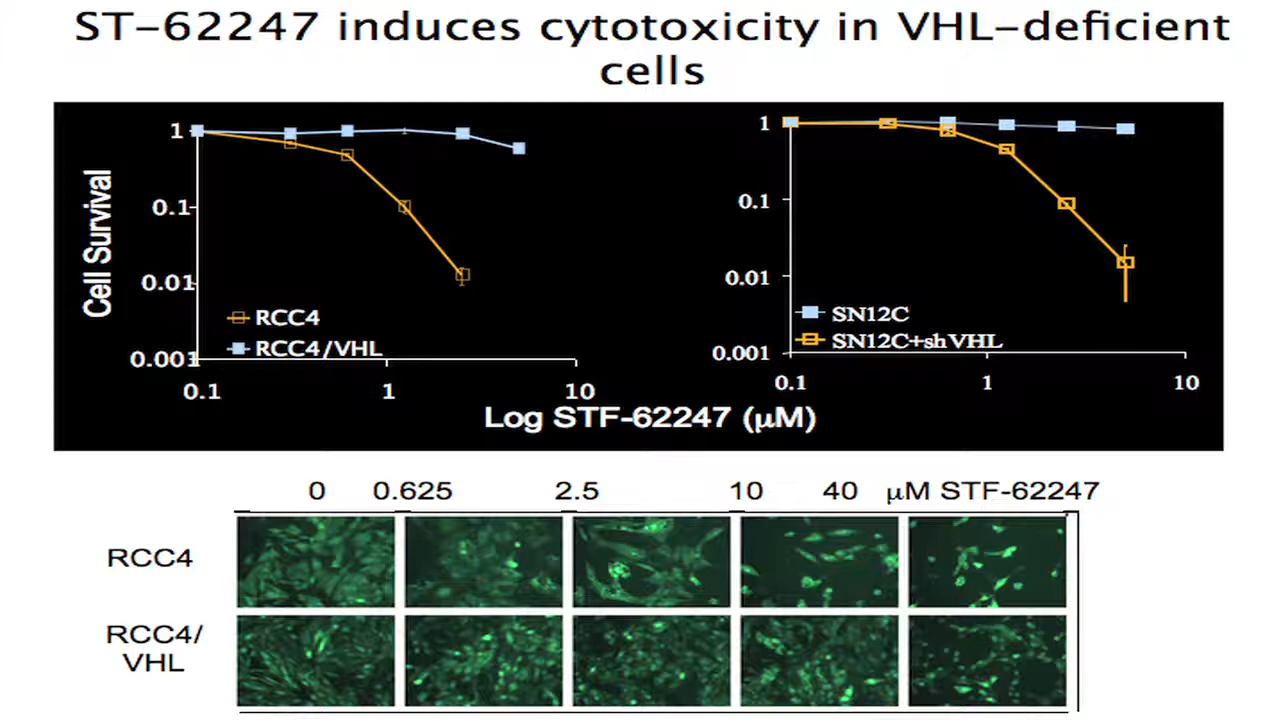 ST-62247 induces cytotoxicity in VHL-deficient
cells
Cell Survival
1
0.1
0.01
0.001
0.1
1
10
RCC4
RCC4/VHL
1
0.1
0.01
0.001
0.1
1
10
SN12C
SN12C+shVHL
Log STF-62247 (μM)
0 0.625 2.5 10 40 μM STF-62247
RCC4
RCC4/
VHL